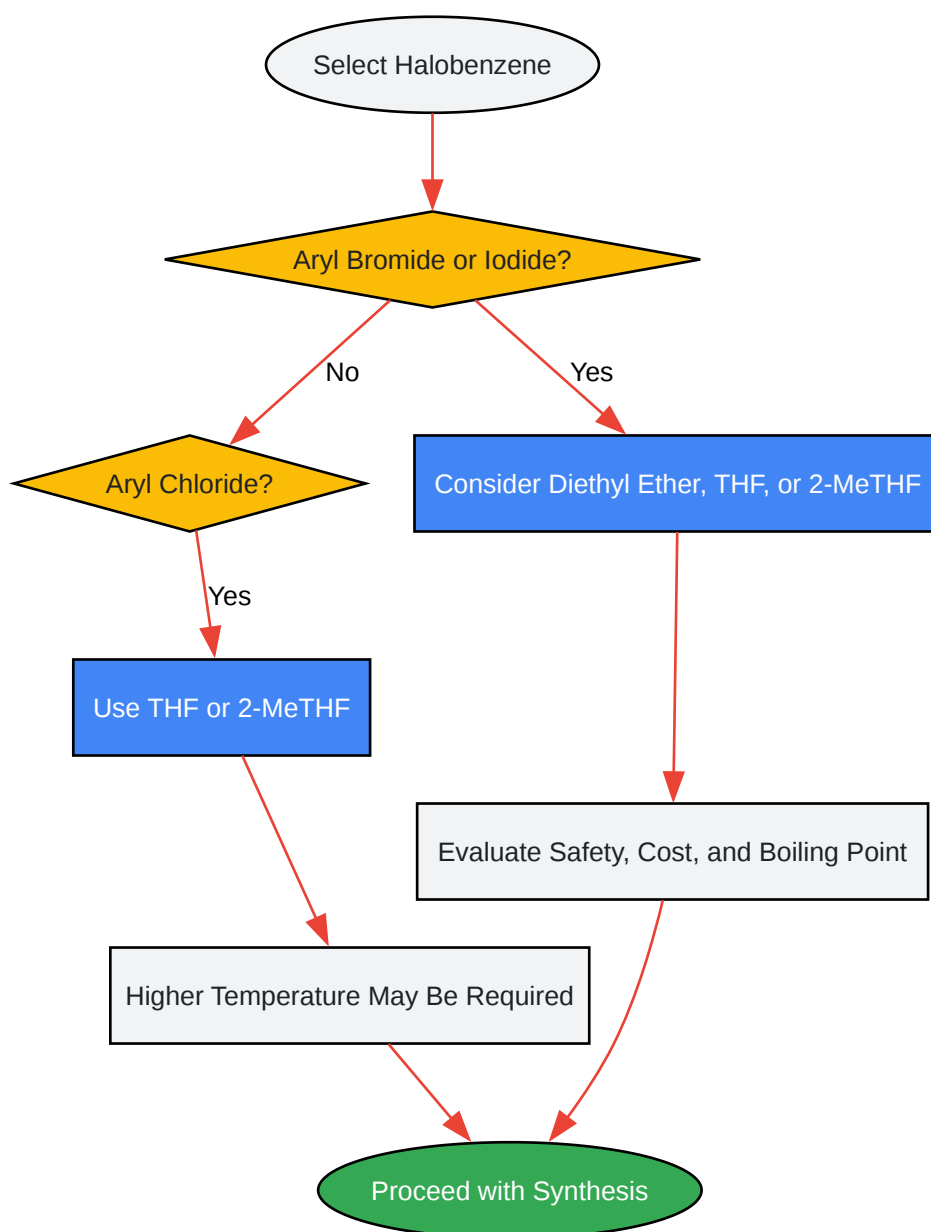 Select Halobenzene
Aryl Bromide or Iodide?
No
Yes
Aryl Chloride?
Consider Diethyl Ether, THF, or 2-MeTHF
Yes
Use THF or 2-MeTHF
Evaluate Safety, Cost, and Boiling Point
Higher Temperature May Be Required
Proceed with Synthesis